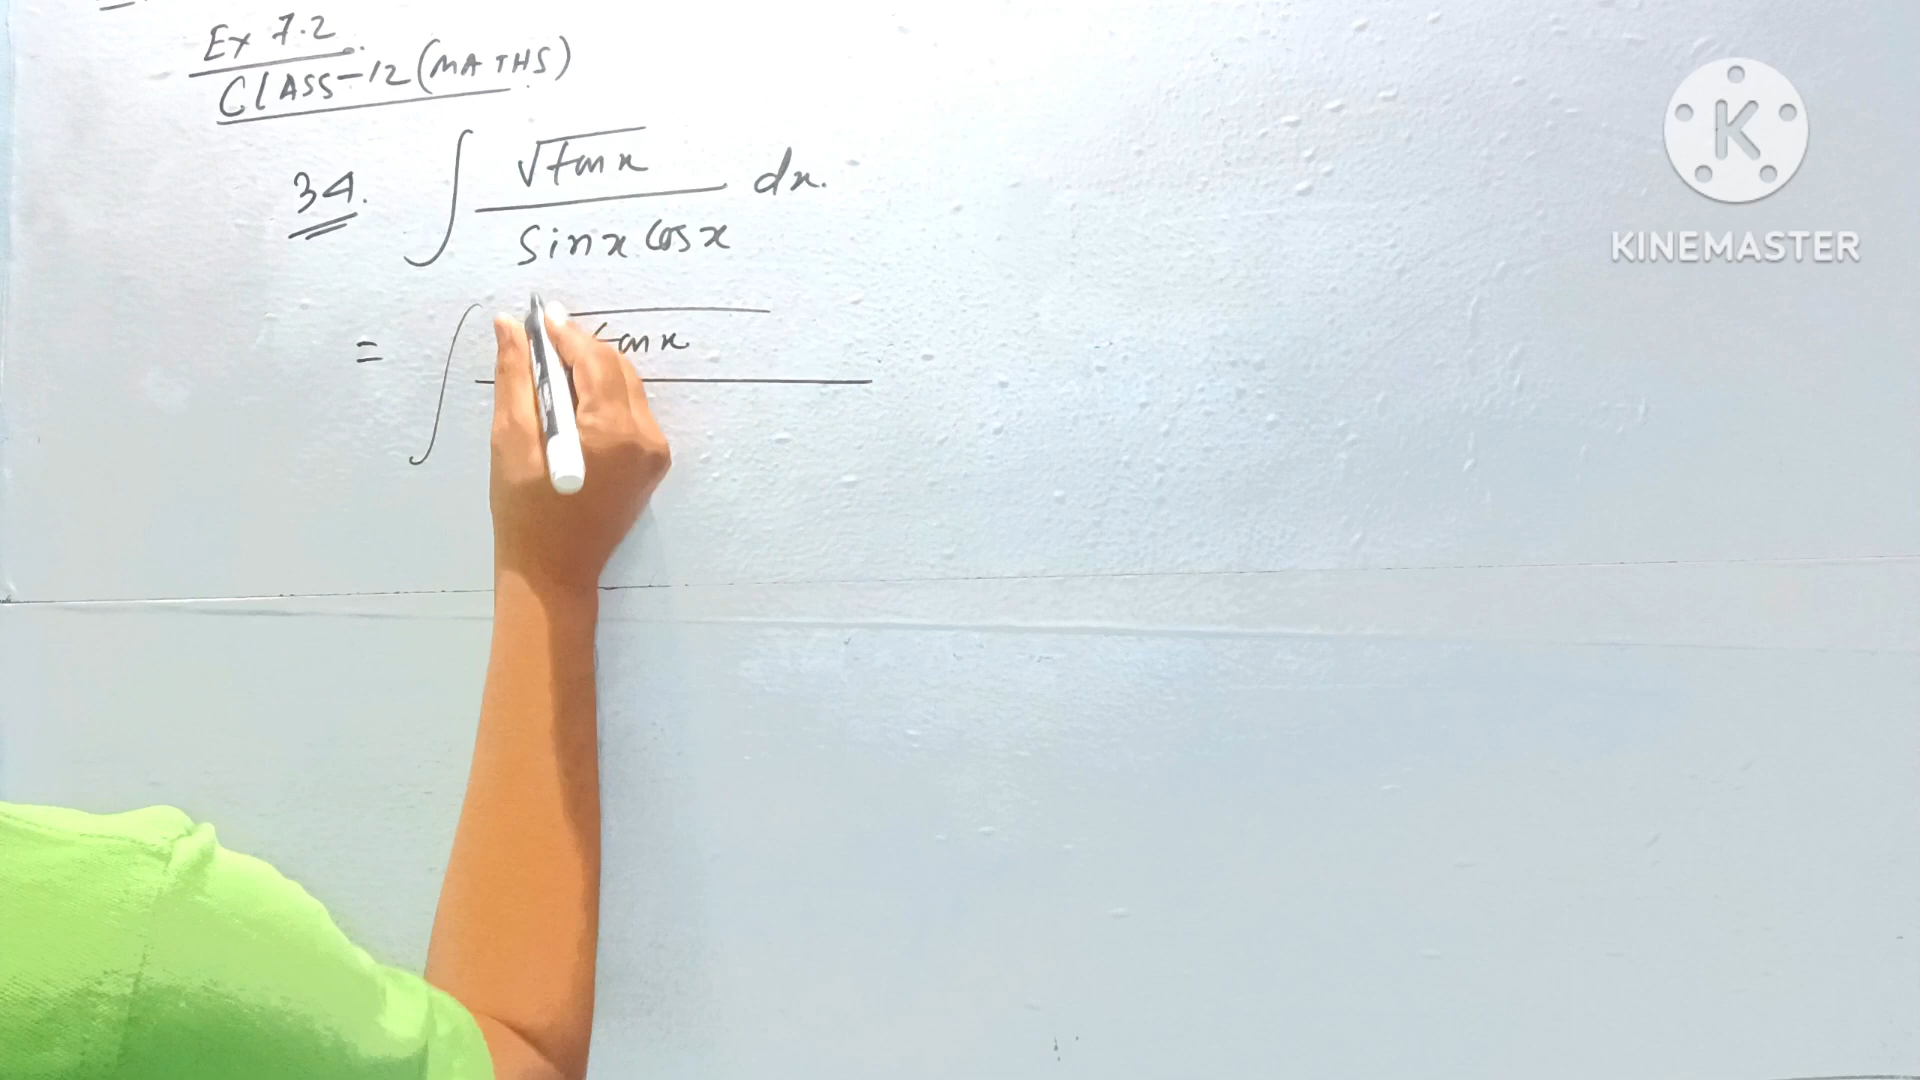 Ex 7.2
CLASS-12 (MATHS)
34. ∫ √tan x / sin x cos x dx.
= ∫ tan x
K
KINEMASTER